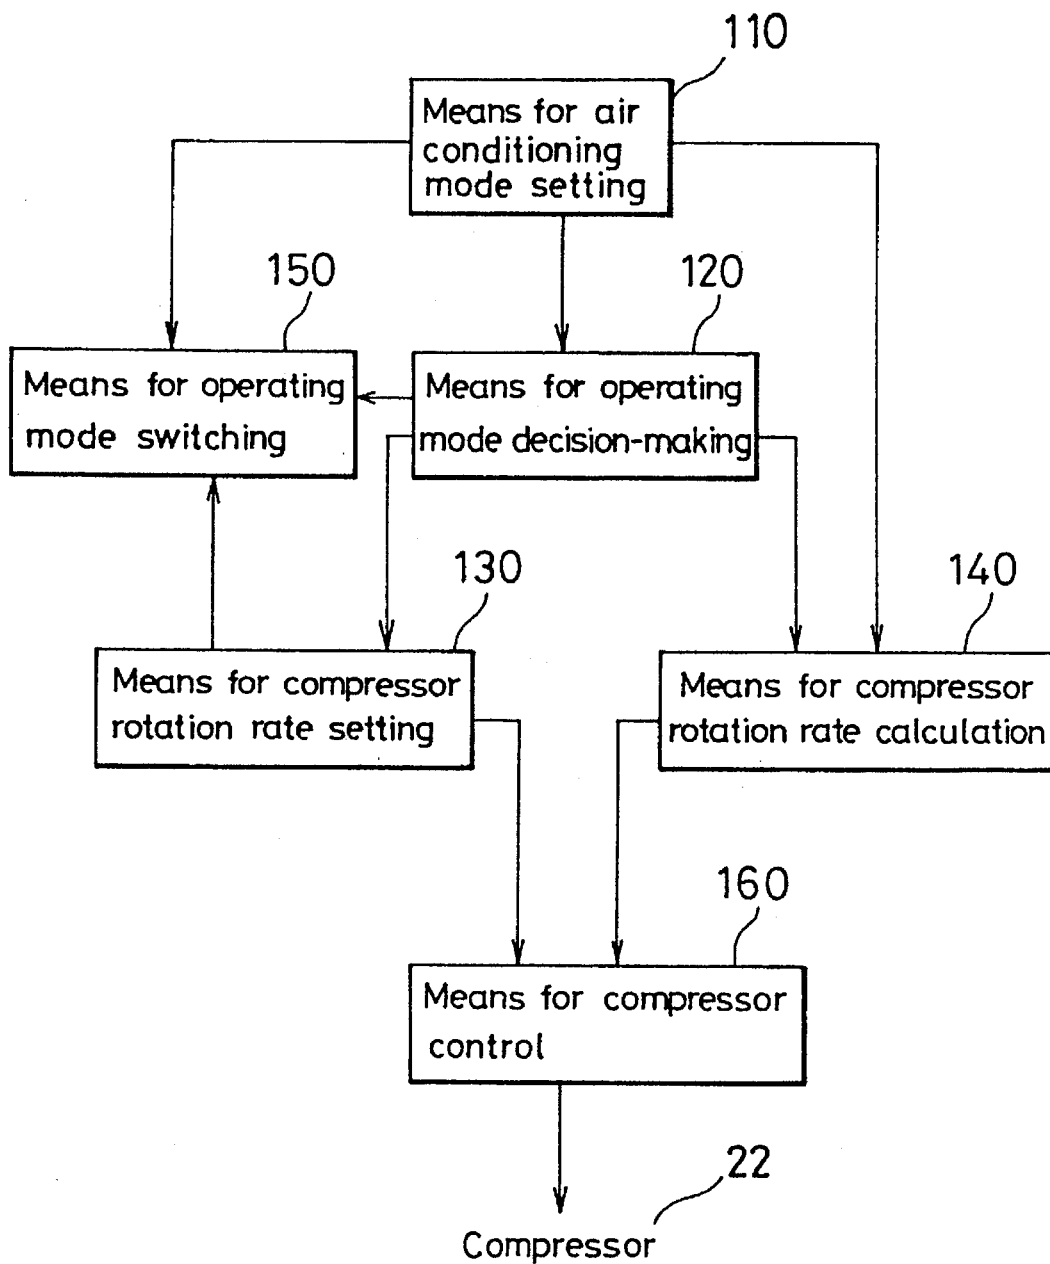 110
Means for air
conditioning
mode setting
150
120
Means for operating
mode switching
Means for operating
mode decision-making
130
140
Means for compressor
rotation rate setting
Means for compressor
rotation rate calculation
160
Means for compressor
control
22
Compressor